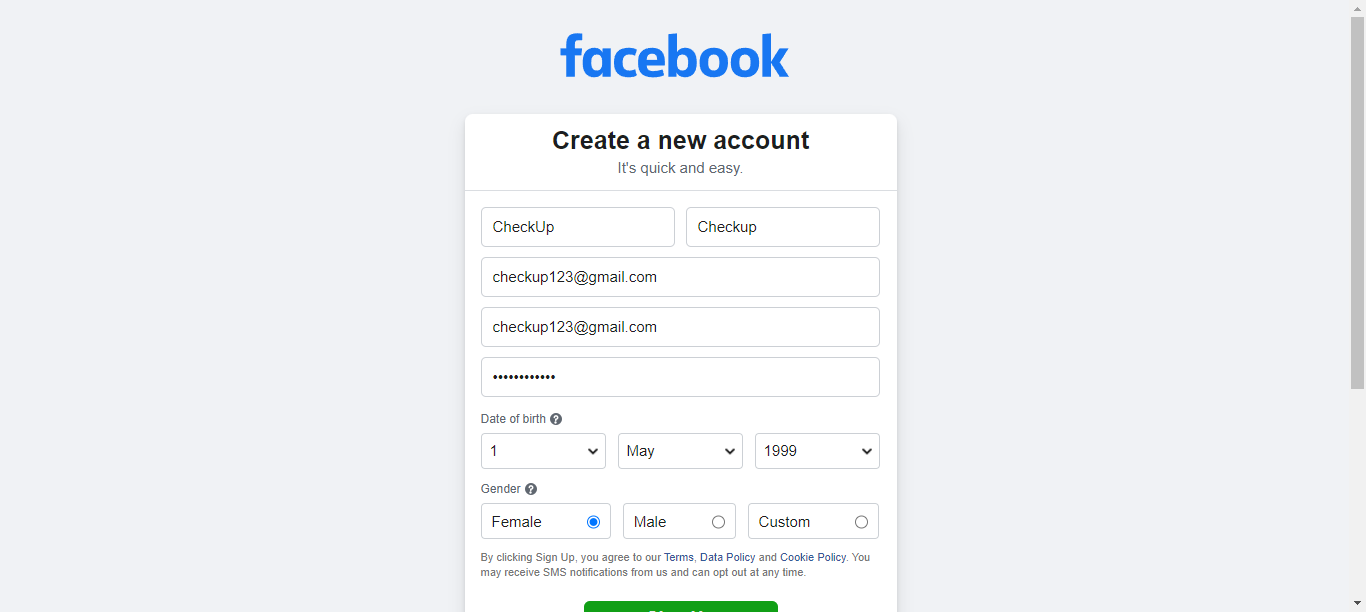 facebook
Create a new account
It's quick and easy.
CheckUp Checkup
checkup123@gmail.com
checkup123@gmail.com
••••••••••••
Date of birth ?
1 May 1999
Gender ?
Female Male Custom
By clicking Sign Up, you agree to our Terms, Data Policy and Cookie Policy. You
may receive SMS notifications from us and can opt out at any time.